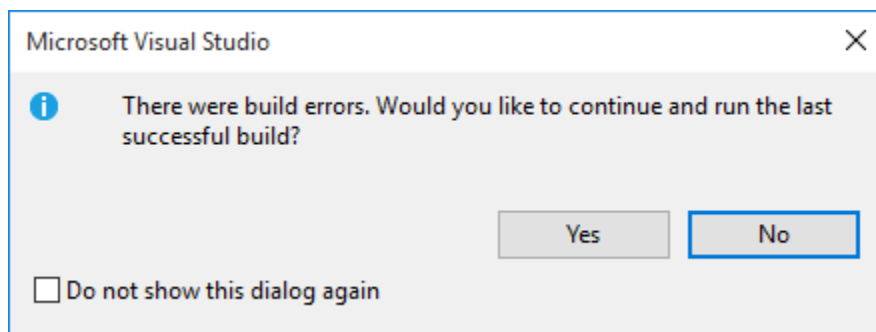 Microsoft Visual Studio
There were build errors. Would you like to continue and run the last
successful build?
Yes
No
Do not show this dialog again